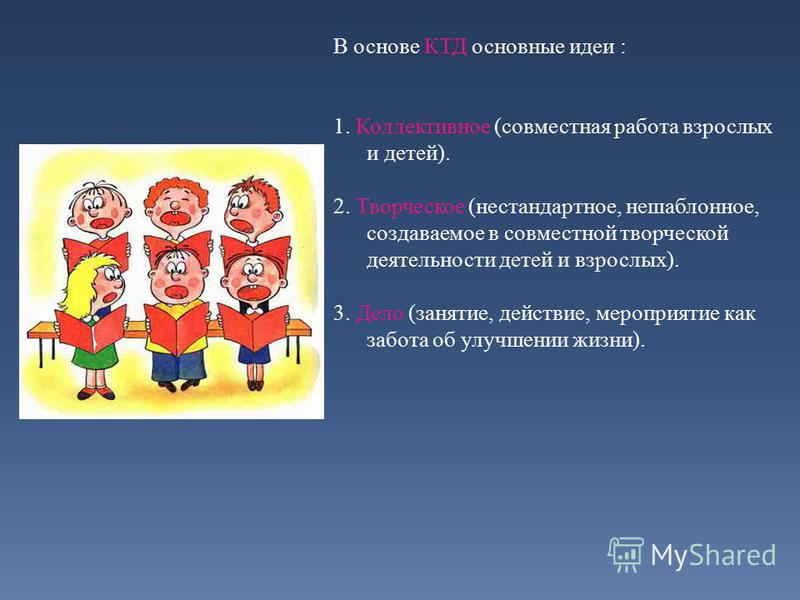 В основе КТД основные идеи :
1. Коллективное (совместная работа взрослых
и детей).
2. Творческое (нестандартное, нешаблонное,
создаваемое в совместной творческой
деятельности детей и взрослых).
3. Дело (занятие, действие, мероприятие как
забота об улучшении жизни).
MyShared